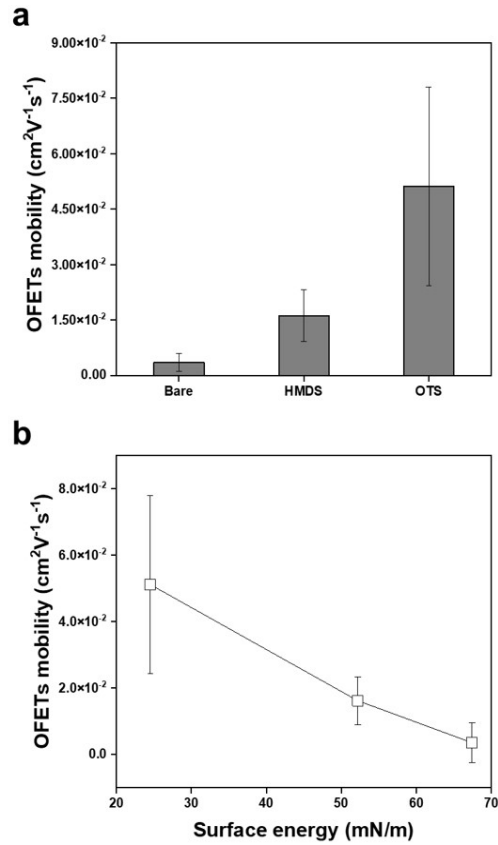 a
OFETs mobility (cm²V⁻¹s⁻¹)
9.00×10⁻²
7.50×10⁻²
6.00×10⁻²
4.50×10⁻²
3.00×10⁻²
1.50×10⁻²
0.00
Bare HMDS OTS
b
OFETs mobility (cm²V⁻¹s⁻¹)
8.0×10⁻²
6.0×10⁻²
4.0×10⁻²
2.0×10⁻²
0.0
20 30 40 50 60 70
Surface energy (mN/m)